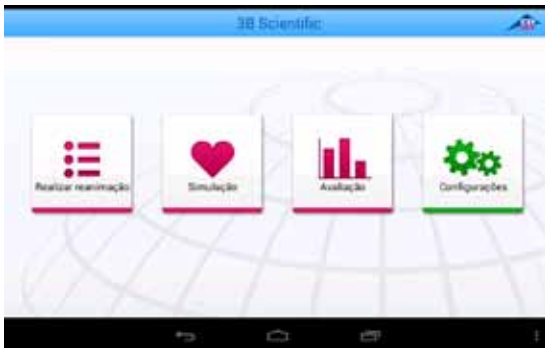 3B Scientific
Realizar reanimação
Simulação
Avaliação
Configurações